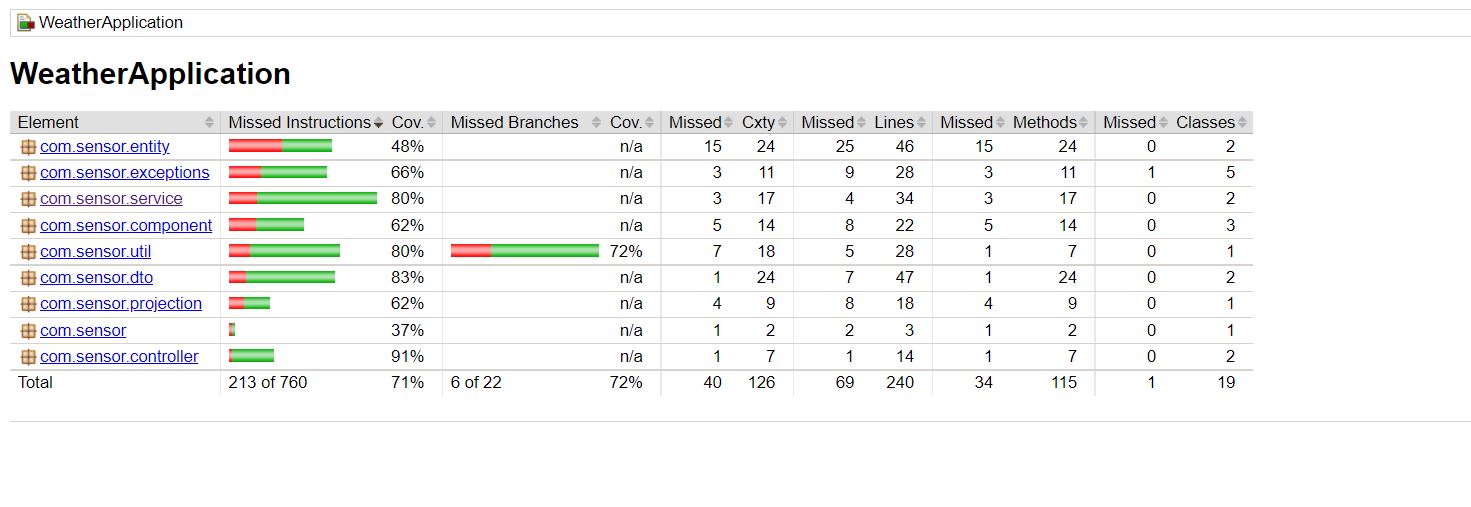 WeatherApplication
WeatherApplication
Element Missed Instructions Cov. Missed Branches Cov. Missed Cxty Missed Lines Missed Methods Missed Classes
com.sensor.entity 48% n/a 15 24 25 46 15 24 0 2
com.sensor.exceptions 66% n/a 3 11 9 28 3 11 1 5
com.sensor.service 80% n/a 3 17 4 34 3 17 0 2
com.sensor.component 62% n/a 5 14 8 22 5 14 0 3
com.sensor.util 80% 72% 7 18 5 28 1 7 0 1
com.sensor.dto 83% n/a 1 24 7 47 1 24 0 2
com.sensor.projection 62% n/a 4 9 8 18 4 9 0 1
com.sensor 37% n/a 1 2 2 3 1 2 0 1
com.sensor.controller 91% n/a 1 7 1 14 1 7 0 2
Total 213 of 760 71% 6 of 22 72% 40 126 69 240 34 115 1 19